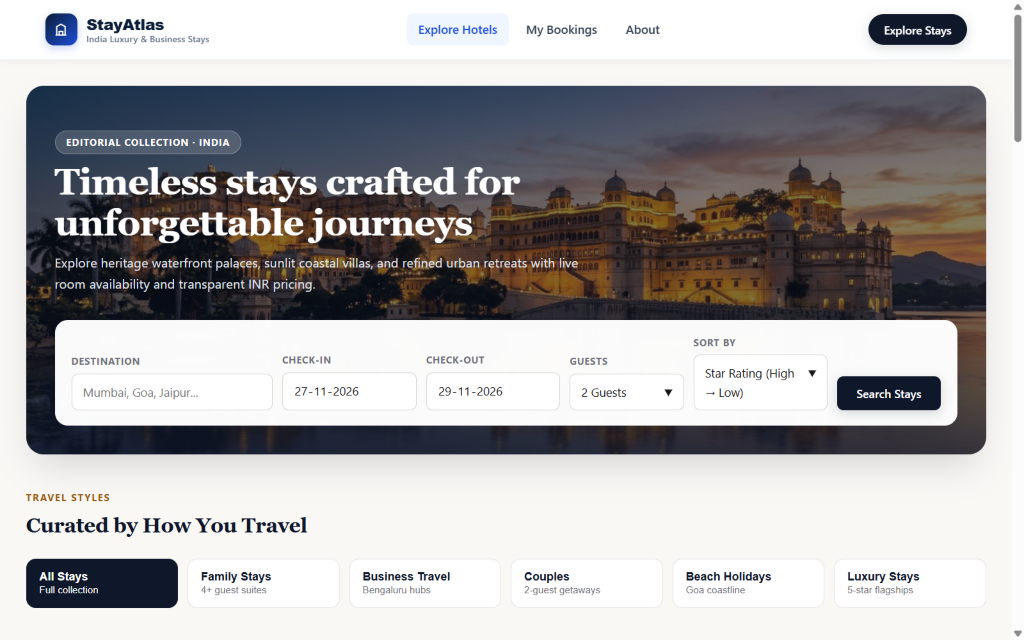 StayAtlas
India Luxury & Business Stays
Explore Hotels
My Bookings
About
Explore Stays
EDITORIAL COLLECTION · INDIA
Timeless stays crafted for
unforgettable journeys
Explore heritage waterfront palaces, sunlit coastal villas, and refined urban retreats with live
room availability and transparent INR pricing.
DESTINATION
Mumbai, Goa, Jaipur...
CHECK-IN
27-11-2026
CHECK-OUT
29-11-2026
GUESTS
2 Guests
SORT BY
Star Rating (High
→ Low)
Search Stays
TRAVEL STYLES
Curated by How You Travel
All Stays
Full collection
Family Stays
4+ guest suites
Business Travel
Bengaluru hubs
Couples
2-guest getaways
Beach Holidays
Goa coastline
Luxury Stays
5-star flagships